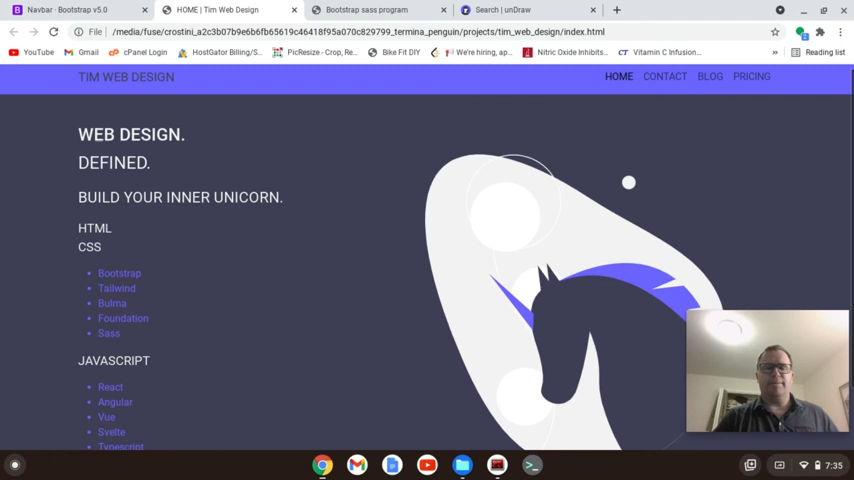 Navbar · Bootstrap v5.0
HOME | Tim Web Design
Bootstrap sass program
Search | unDraw
File
/media/fuse/crostini_a2c3b07b9e6b6fb65619c46418f95a070c829799_termina_penguin/projects/tim_web_design/index.html
YouTube
Gmail
cPanel Login
HostGator Billing/S...
PicResize - Crop, Re...
Bike Fit DIY
We're hiring, ap...
Nitric Oxide Inhibito...
CT Vitamin C Infusion...
»
Reading list
TIM WEB DESIGN
HOME CONTACT BLOG PRICING
WEB DESIGN.
DEFINED.
BUILD YOUR INNER UNICORN.
HTML
CSS
Bootstrap
Tailwind
Bulma
Foundation
Sass
JAVASCRIPT
React
Angular
Vue
Svelte
Typescript
7:35